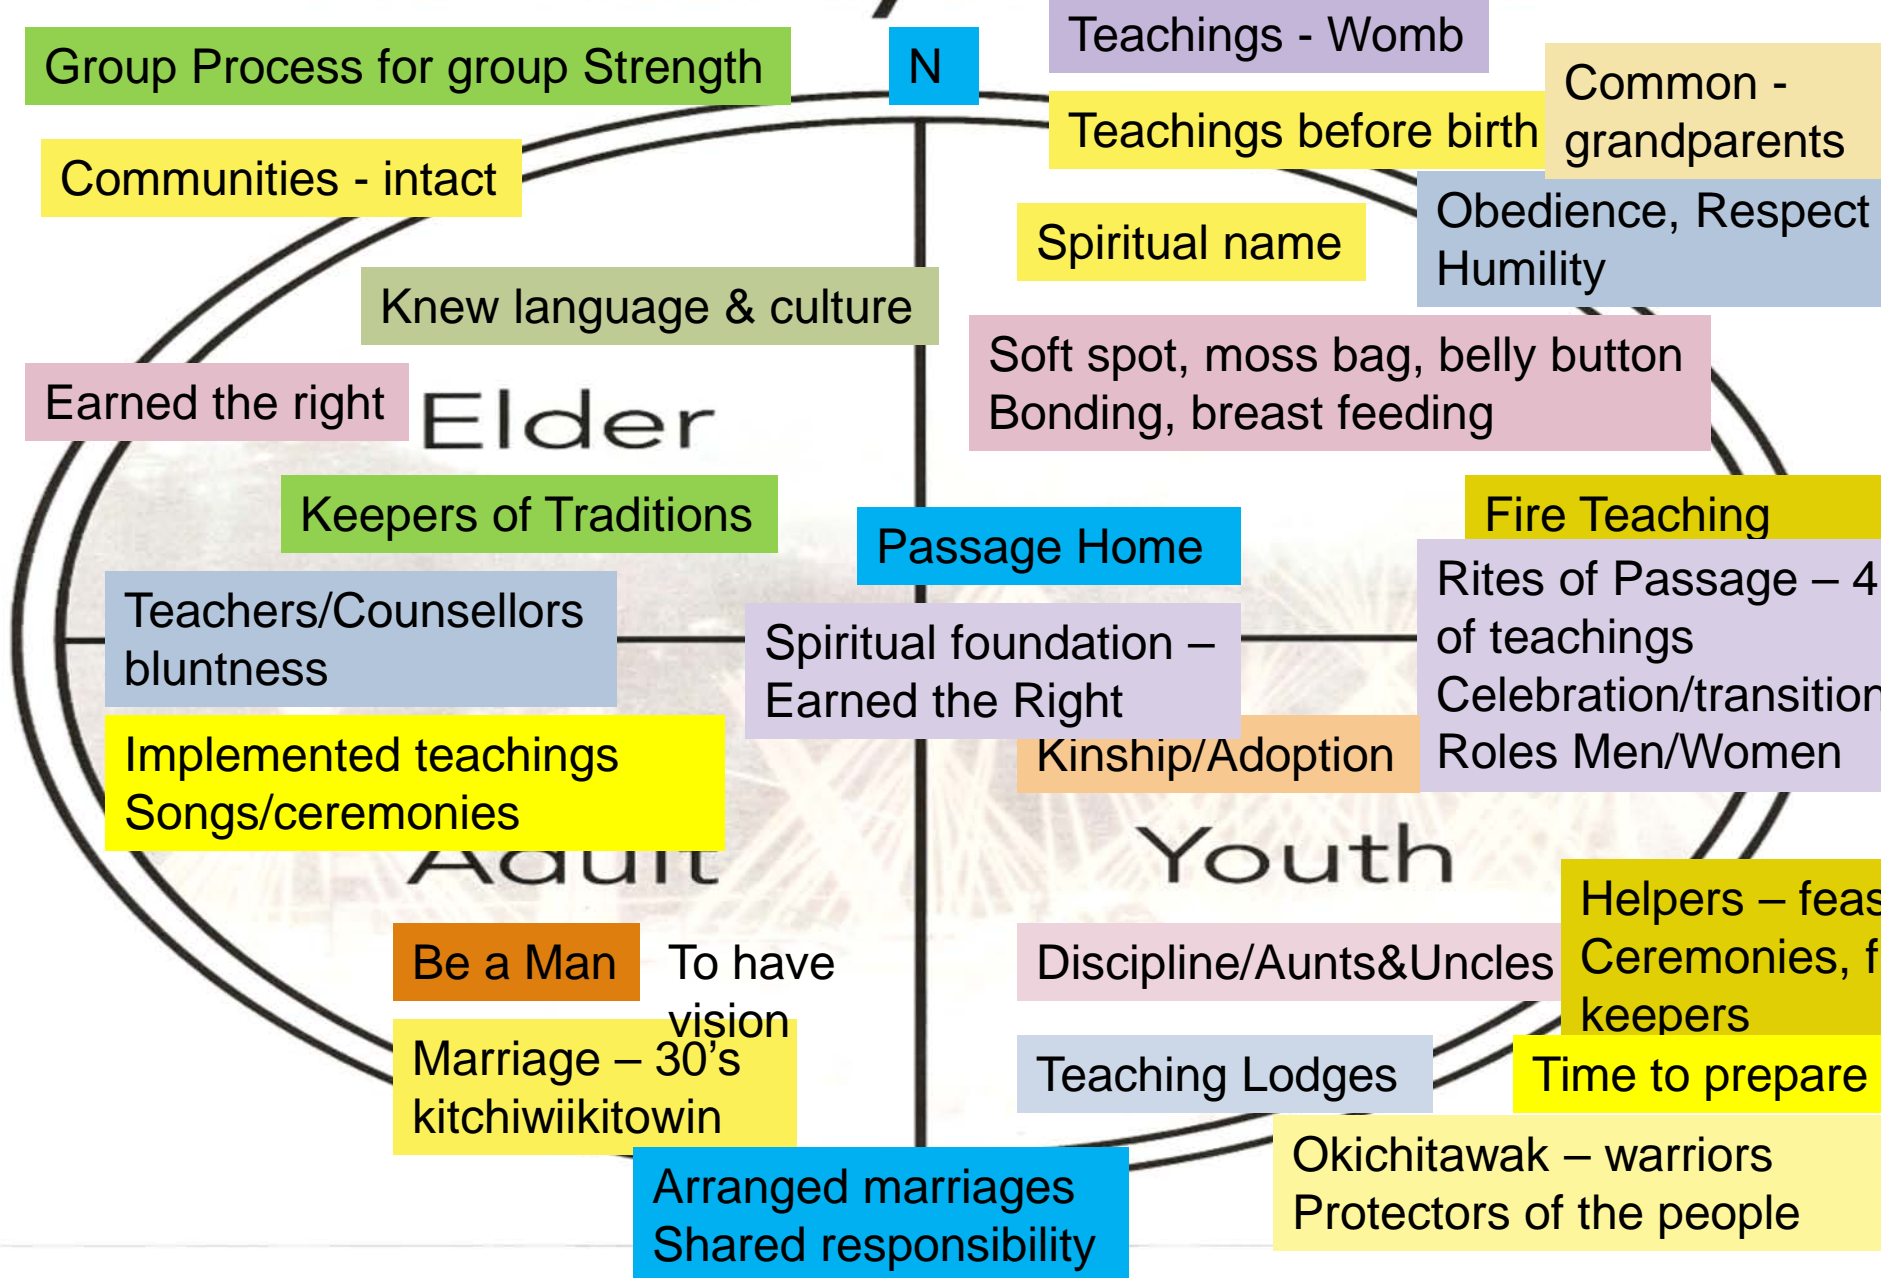 Group Process for group Strength
N
Teachings - Womb
Common -
grandparents
Teachings before birth
Communities - intact
Obedience, Respect
Humility
Spiritual name
Knew language & culture
Soft spot, moss bag, belly button
Bonding, breast feeding
Earned the right
Elder
Keepers of Traditions
Passage Home
Fire Teaching
Rites of Passage – 4
of teachings
Celebration/transition
Roles Men/Women
Teachers/Counsellors
bluntness
Spiritual foundation –
Earned the Right
Implemented teachings
Songs/ceremonies
Kinship/Adoption
Adult
Youth
Be a Man
To have
vision
Discipline/Aunts&Uncles
Helpers –
Ceremonies,
keepers
Marriage – 30's
kitchiwiikitowin
Teaching Lodges
Time to prepare
Arranged marriages
Shared responsibility
Okichitawak – warriors
Protectors of the people